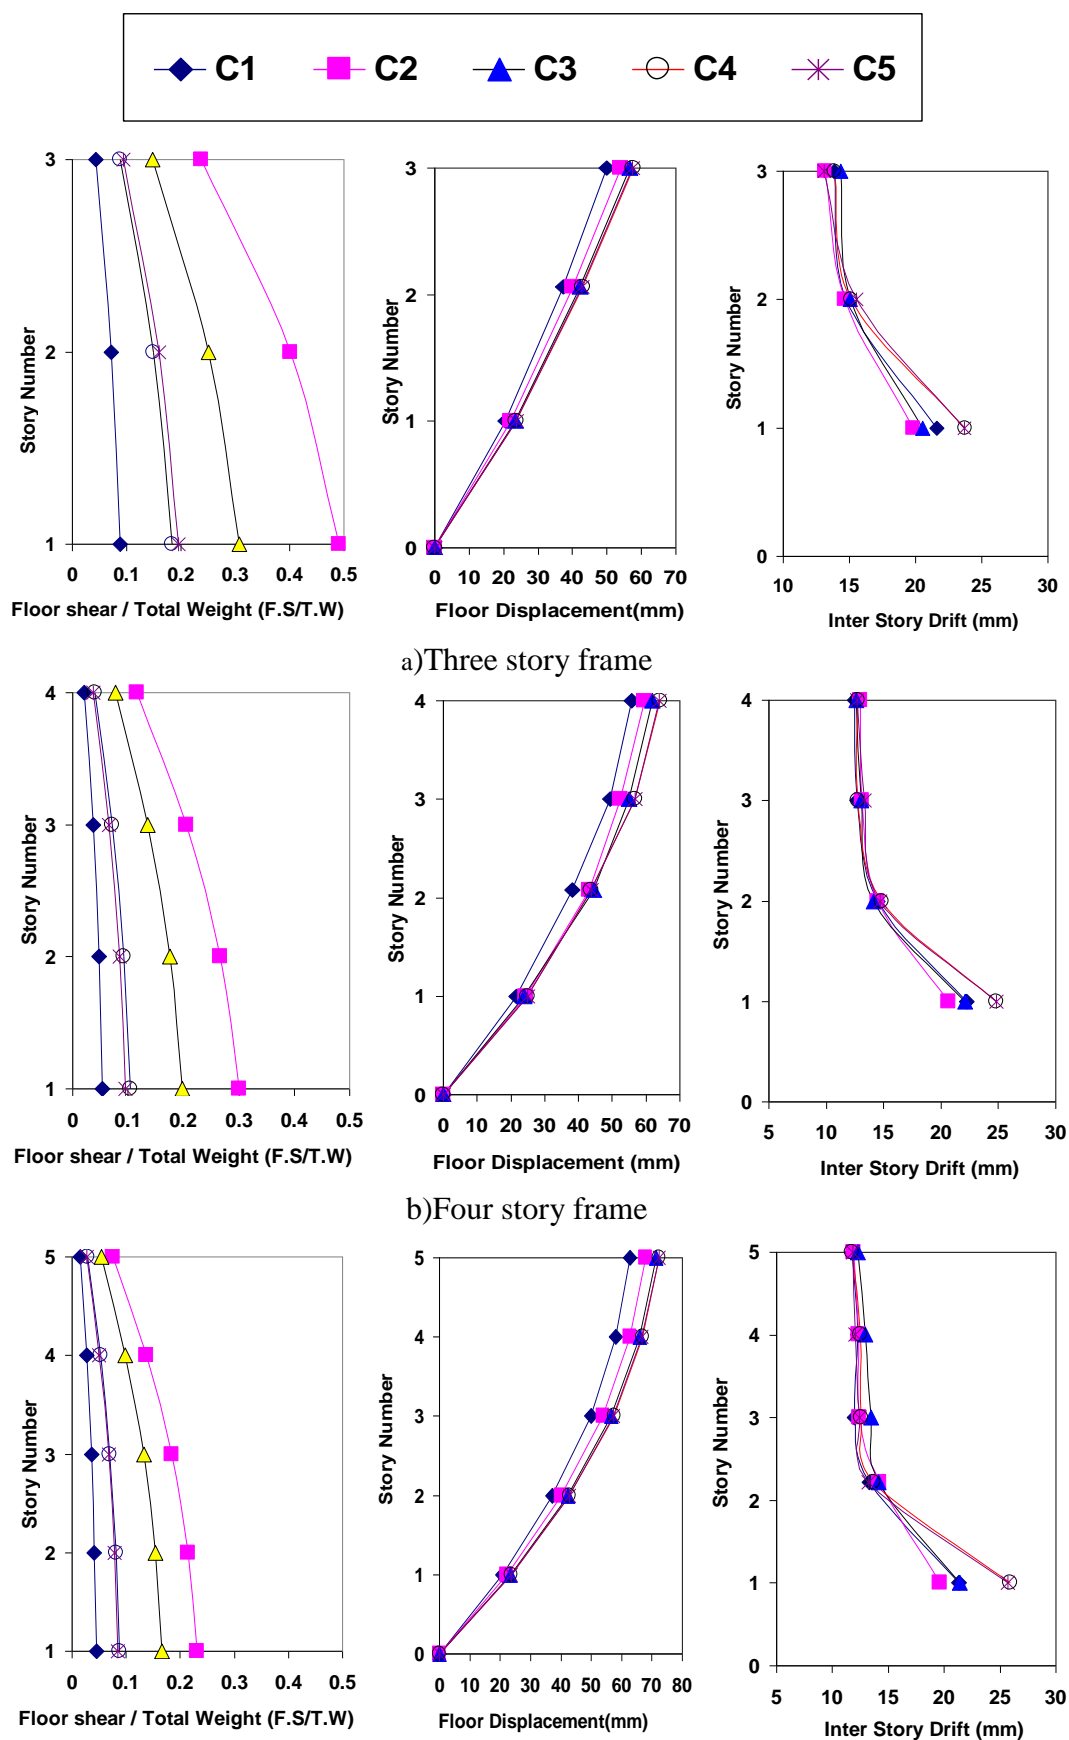 C1 C2 C3 C4 C5
3
2
1
Story Number
0 0.1 0.2 0.3 0.4 0.5
Floor shear / Total Weight (F.S/T.W)
3
2
1
0
Story Number
0 10 20 30 40 50 60 70
Floor Displacement(mm)
3
2
1
0
Story Number
10 15 20 25 30
Inter Story Drift (mm)
a)Three story frame
4
3
2
1
Story Number
0 0.1 0.2 0.3 0.4 0.5
Floor shear / Total Weight (F.S/T.W)
4
3
2
1
0
Story Number
0 10 20 30 40 50 60 70
Floor Displacement (mm)
4
3
2
1
0
Story Number
5 10 15 20 25 30
Inter Story Drift (mm)
b)Four story frame
5
4
3
2
1
Story Number
0 0.1 0.2 0.3 0.4 0.5
Floor shear / Total Weight (F.S/T.W)
5
4
3
2
1
0
Story Number
0 10 20 30 40 50 60 70 80
Floor Displacement(mm)
5
4
3
2
1
0
Story Number
5 10 15 20 25 30
Inter Story Drift (mm)